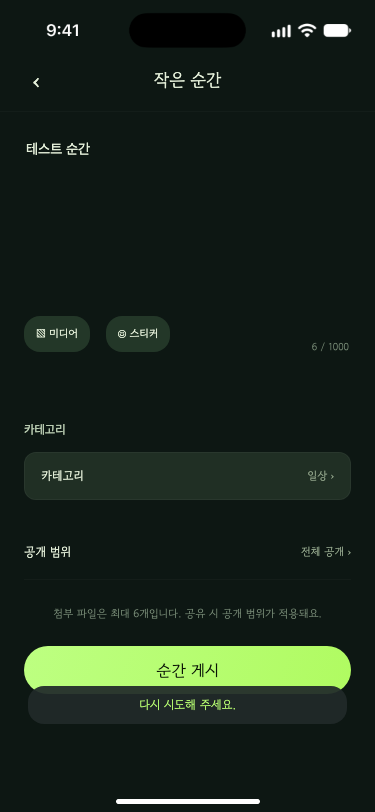 9:41
작은 순간
테스트 순간
미디어
스티커
6 / 1000
카테고리
카테고리
일상 ›
공개 범위
전체 공개 ›
첨부 파일은 최대 6개입니다. 공유 시 공개 범위가 적용돼요.
순간 게시
다시 시도해 주세요.